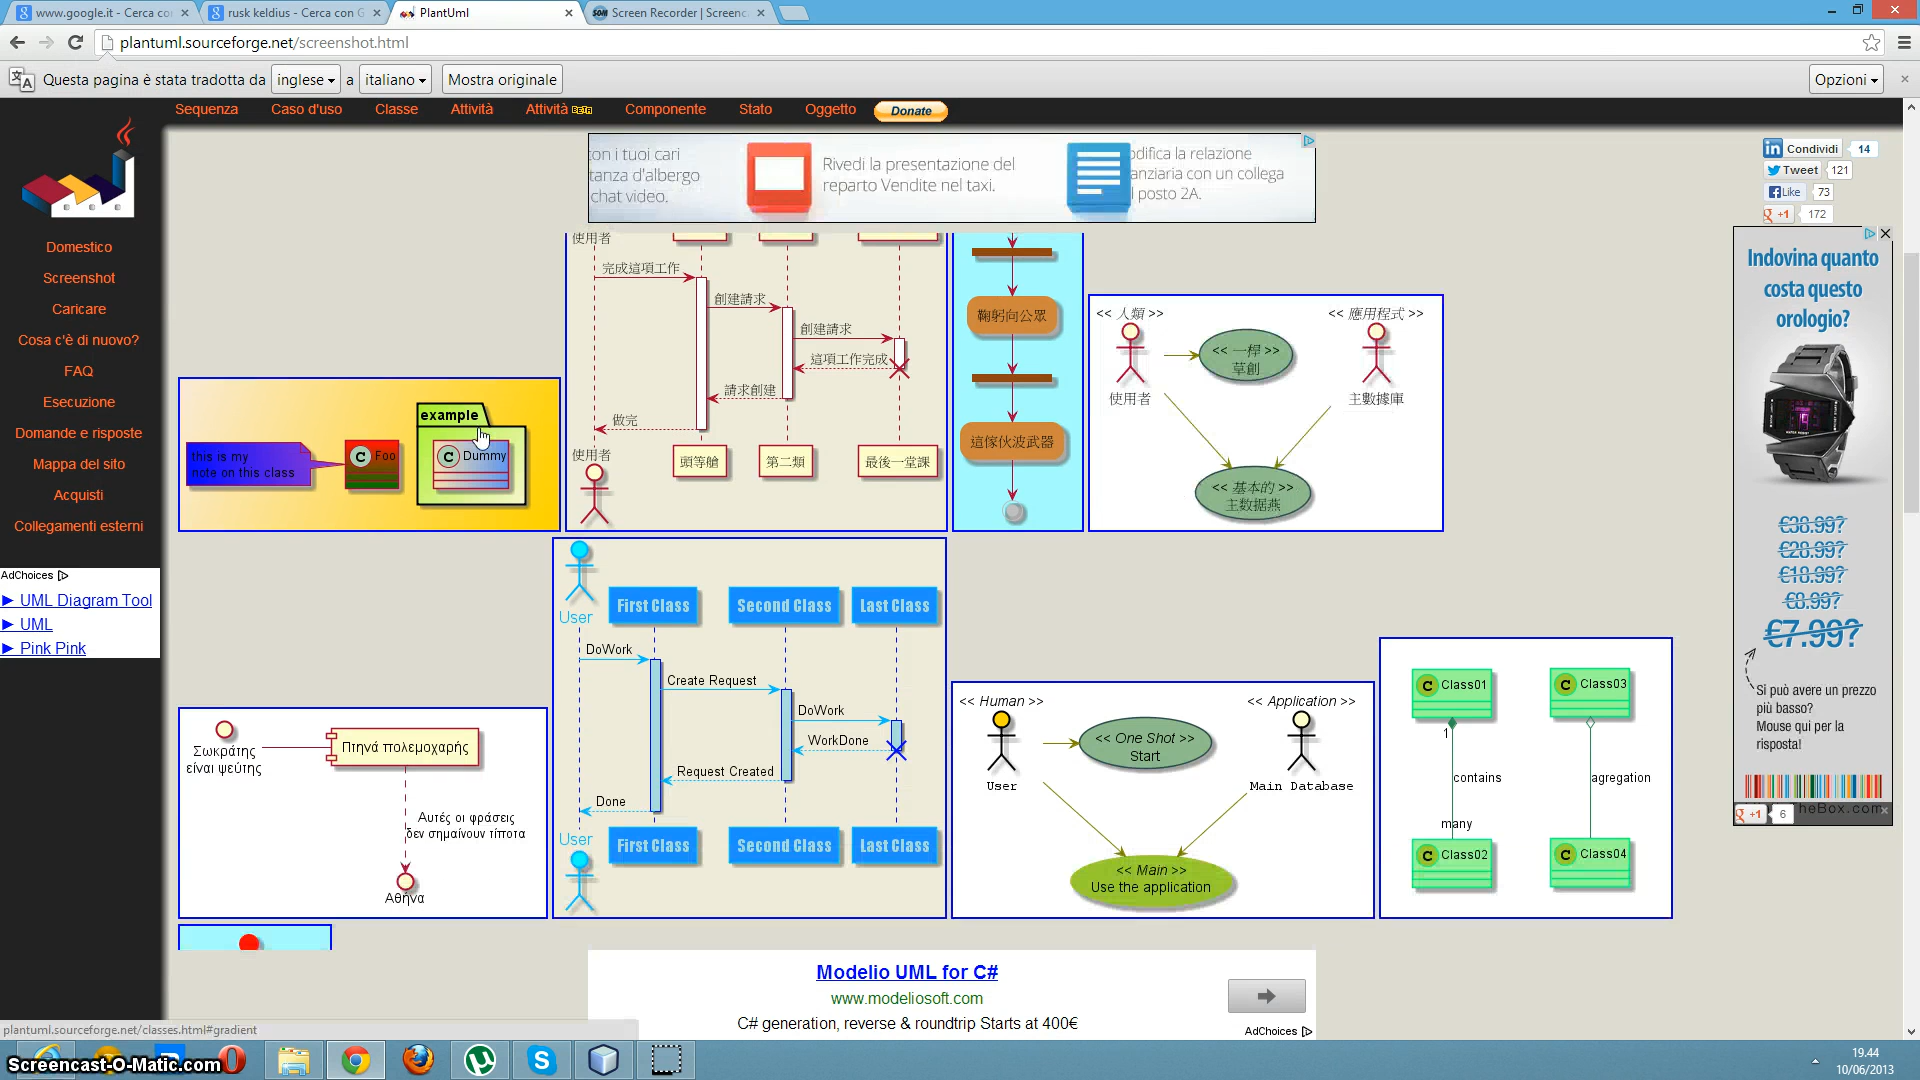 www.google.it - Cerca c
rusk keldius - Cerca con G
PlantUml
Screen Recorder | Screenc
plantuml.sourceforge.net/screenshot.html
Questa pagina è stata tradotta da inglese a italiano Mostra originale Opzioni
Sequenza Caso d'uso Classe Attività Attività BETA Componente Stato Oggetto Donate
con i tuoi cari
tanza d'albergo
chat video.
Rivedi la presentazione del
reparto Vendite nel taxi.
odifica la relazione
anziaria con un collega
l posto 2A.
Condividi 14
Tweet 121
Like 73
+1 172
Domestico
Screenshot
Caricare
Cosa c'è di nuovo?
FAQ
Esecuzione
Domande e risposte
Mappa del sito
Acquisti
Collegamenti esterni
AdChoices
► UML Diagram Tool
► UML
► Pink Pink
this is my
note on this class
C Foo
example
C Dummy
使用者
完成這項工作
創建請求
創建請求
這項工作完成
請求創建
做完
使用者
頭等艙 第二類 最後一堂課
鞠躬向公眾
這傢伙波武器
<< 人類 >>
使用者
<< 一桿 >>
草創
<< 應用程式 >>
主數據庫
<< 基本的 >>
主数据燕
Σωκράτης
είναι ψεύτης
Πτηνά πολεμοχαρής
Αυτές οι φράσεις
δεν σημαίνουν τίποτα
Αθήνα
User
First Class Second Class Last Class
DoWork
Create Request
DoWork
WorkDone
Request Created
Done
User
First Class Second Class Last Class
<< Human >>
User
<< One Shot >>
Start
<< Application >>
Main Database
<< Main >>
Use the application
C Class01
1
contains
many
C Class02
C Class03
agregation
C Class04
Indovina quanto
costa questo
orologio?
€38.99?
€28.99?
€18.99?
€8.99?
€7.99?
Si può avere un prezzo
più basso?
Mouse qui per la
risposta!
heBox.com
+1 6
Modelio UML for C#
www.modeliosoft.com
C# generation, reverse & roundtrip Starts at 400€
AdChoices
plantuml.sourceforge.net/classes.html#gradient
Screencast-O-Matic.com
19.44
10/06/2013